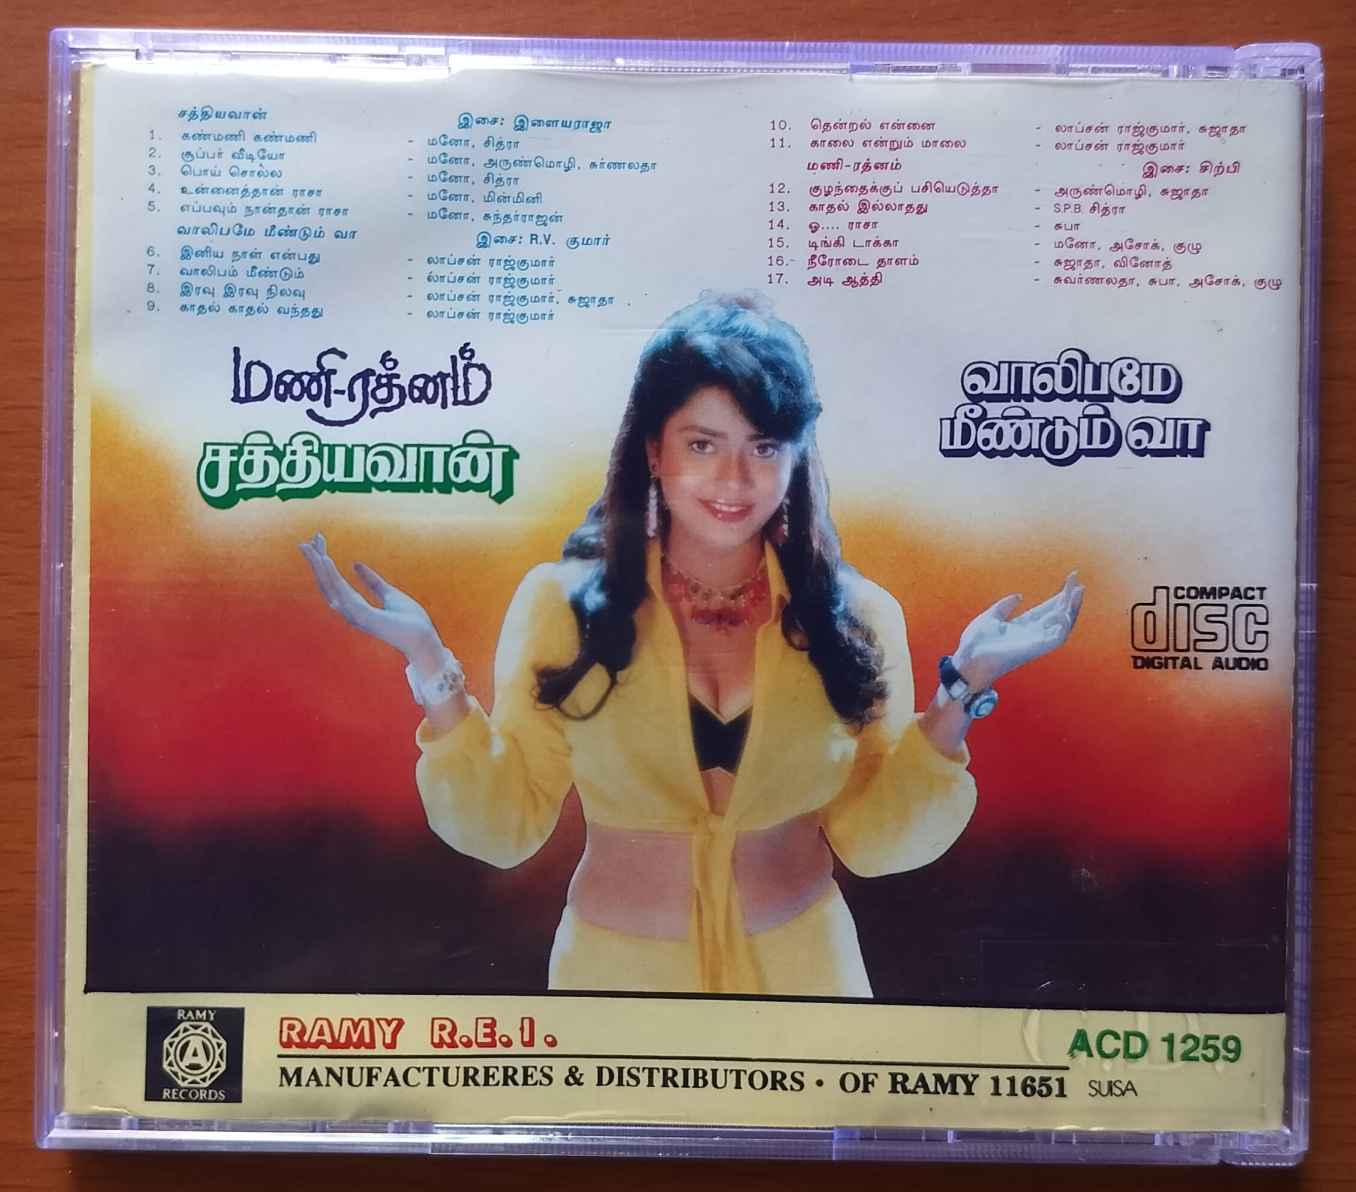 சத்தியவான்
இசை: இளையராஜா
1. கண்மணி கண்மணி - மனோ, சித்ரா
2. சூப்பர் வீடியோ - மனோ, அருண்மொழி, சுர்ணலதா
3. பொய் சொல்ல - மனோ, சித்ரா
4. உன்னைத்தான் ராசா - மனோ, மின்மினி
5. எப்பவும் நான்தான் ராசா - மனோ, சுந்தர்ராஜன்
வாலிபமே மீண்டும் வா
இசை: R.V. குமார்
6. இனிய நாள் என்பது - லாப்சன் ராஜ்குமார்
7. வாலிபம் மீண்டும் - லாப்சன் ராஜ்குமார்
8. இரவு இரவு நிலவு - லாப்சன் ராஜ்குமார், சுஜாதா
9. காதல் காதல் வந்தது - லாப்சன் ராஜ்குமார்
10. தென்றல் என்னை - லாப்சன் ராஜ்குமார், சுஜாதா
11. காலை என்றும் மாலை - லாப்சன் ராஜ்குமார்
மணி-ரத்னம்
இசை: சிற்பி
12. குழந்தைக்குப் பசியெடுத்தா - அருண்மொழி, சுஜாதா
13. காதல் இல்லாதது - S.P.B. சித்ரா
14. ஓ.... ராசா - சுபா
15. டிங்கி டாக்கா - மனோ, அசோக், குழு
16. நீரோடை தாளம் - சுஜாதா, வினோத்
17. அடி ஆத்தி - சுவர்ணலதா, சுபா, அசோக், குழு
மணி-ரத்னம்
சத்தியவான்
வாலிபமே
மீண்டும் வா
COMPACT
disc
DIGITAL AUDIO
RAMY
A
RECORDS
RAMY R.E.I.
MANUFACTURERES & DISTRIBUTORS • OF RAMY 11651
ACD 1259
SUISA